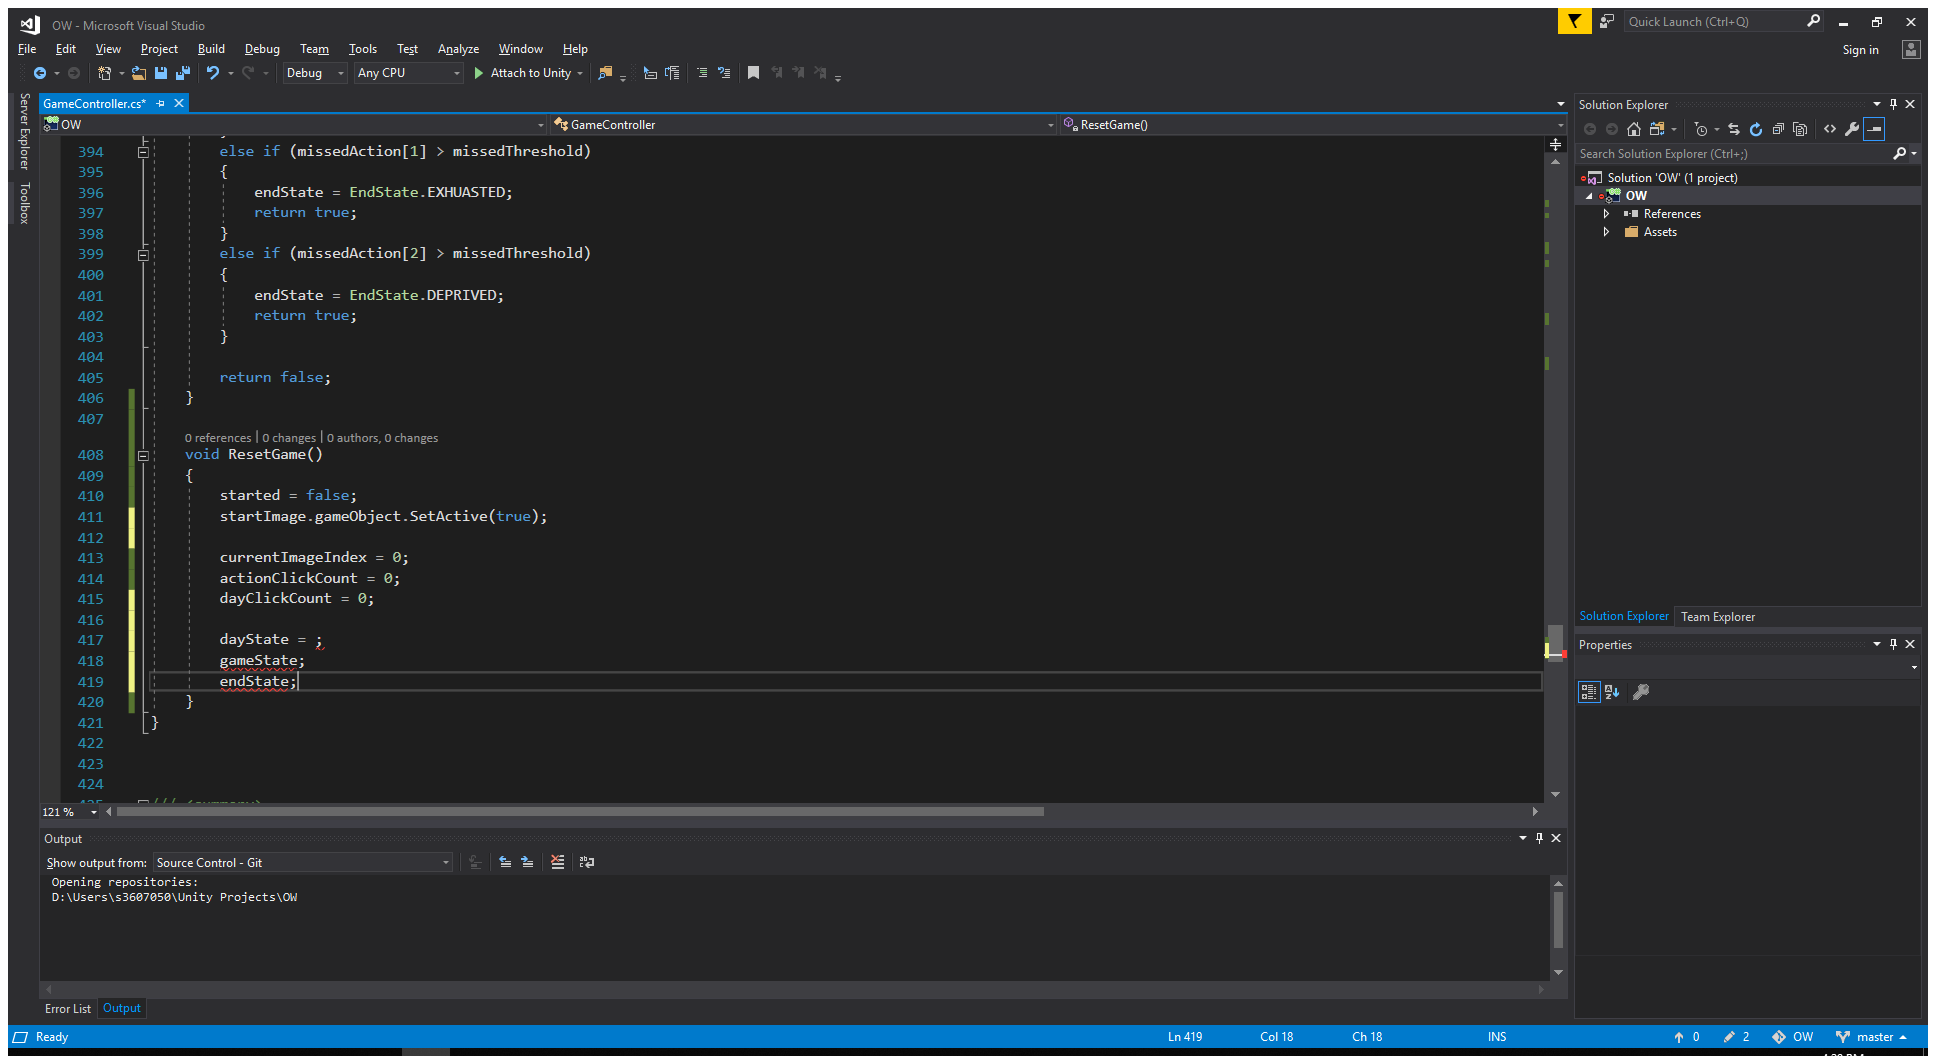 OW - Microsoft Visual Studio
Quick Launch (Ctrl+Q)
File Edit View Project Build Debug Team Tools Test Analyze Window Help
Sign in
Debug Any CPU Attach to Unity
Server Explorer
Toolbox
GameController.cs*
OW GameController ResetGame()
394 else if (missedAction[1] > missedThreshold)
395 {
396 endState = EndState.EXHUASTED;
397 return true;
398 }
399 else if (missedAction[2] > missedThreshold)
400 {
401 endState = EndState.DEPRIVED;
402 return true;
403 }
404
405 return false;
406 }
407
0 references | 0 changes | 0 authors, 0 changes
408 void ResetGame()
409 {
410 started = false;
411 startImage.gameObject.SetActive(true);
412
413 currentImageIndex = 0;
414 actionClickCount = 0;
415 dayClickCount = 0;
416
417 dayState = ;
418 gameState;
419 endState;
420 }
421 }
422
423
424
121 %
Output
Show output from: Source Control - Git
Opening repositories:
D:\Users\s3607050\Unity Projects\OW
Error List Output
Solution Explorer
Search Solution Explorer (Ctrl+;)
Solution 'OW' (1 project)
OW
References
Assets
Solution Explorer Team Explorer
Properties
Ready Ln 419 Col 18 Ch 18 INS 0 2 OW master